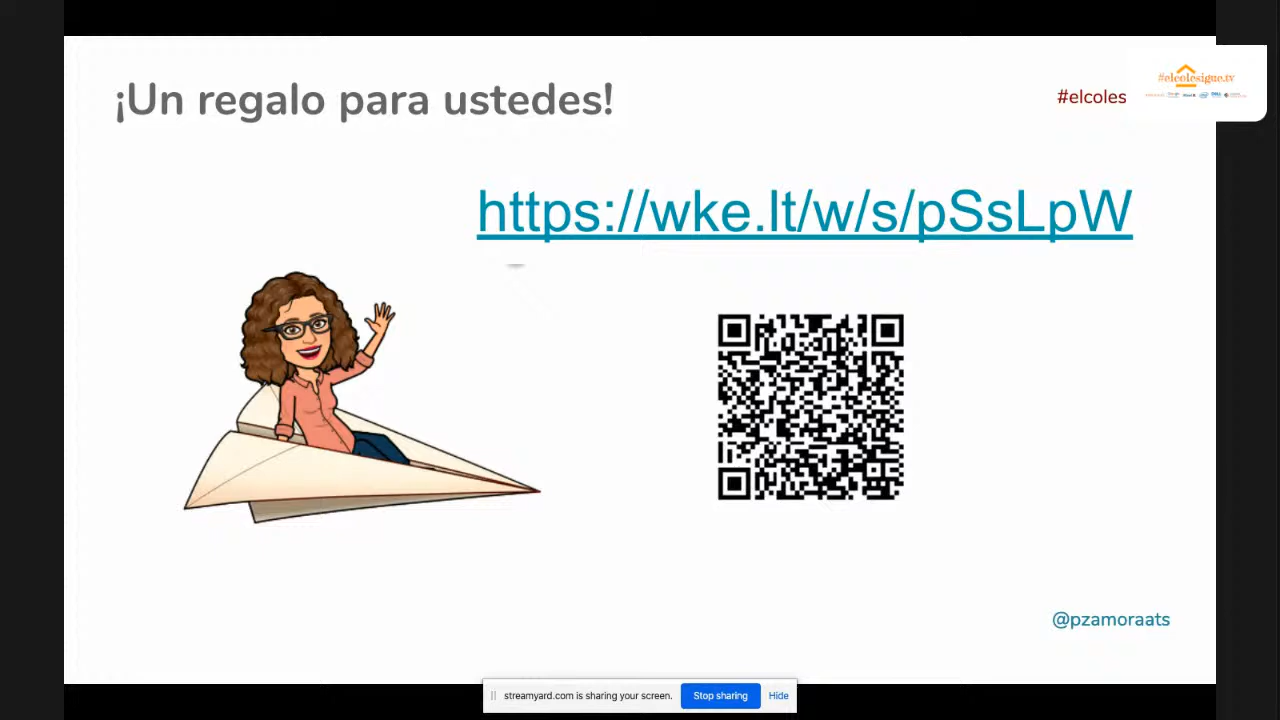 ¡Un regalo para ustedes!
#elcoles
#elcolesigue.tv
https://wke.lt/w/s/pSsLpW
@pzamoraats
streamyard.com is sharing your screen.
Stop sharing
Hide